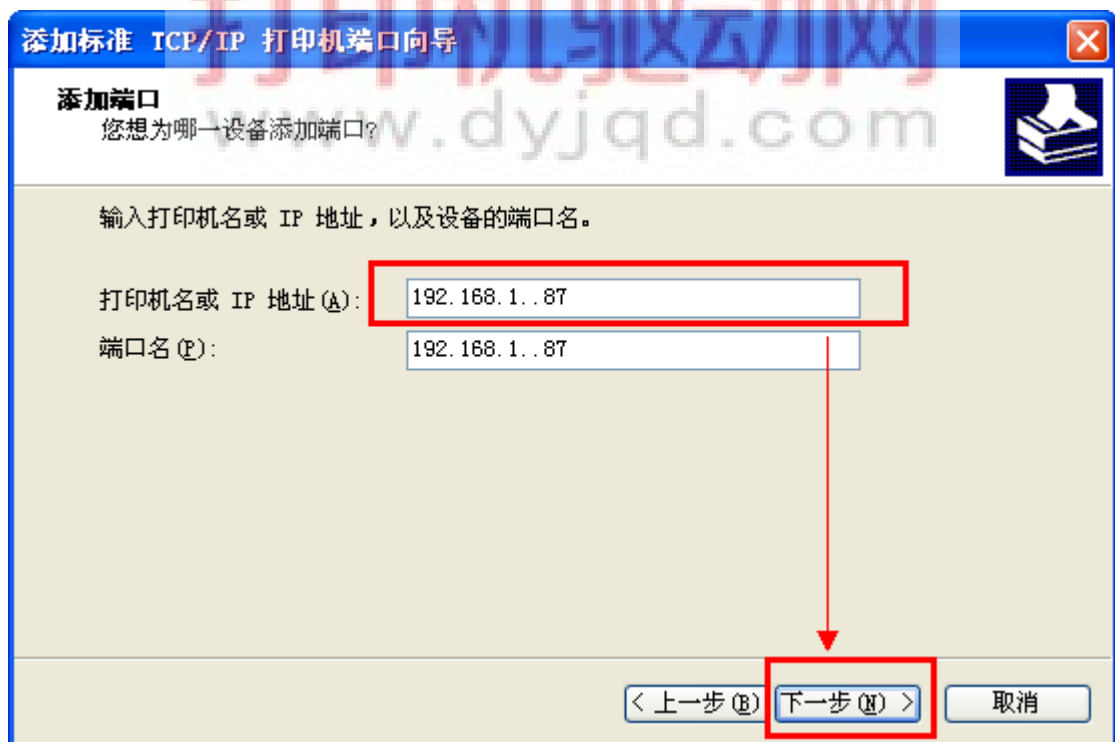 打印机驱动网
添加标准 TCP/IP 打印机端口向导
www.dyjqd.com
添加端口
您想为哪一设备添加端口?
输入打印机名或 IP 地址，以及设备的端口名。
打印机名或 IP 地址(A): 192.168.1..87
端口名(P): 192.168.1..87
< 上一步(B) 下一步(N) > 取消